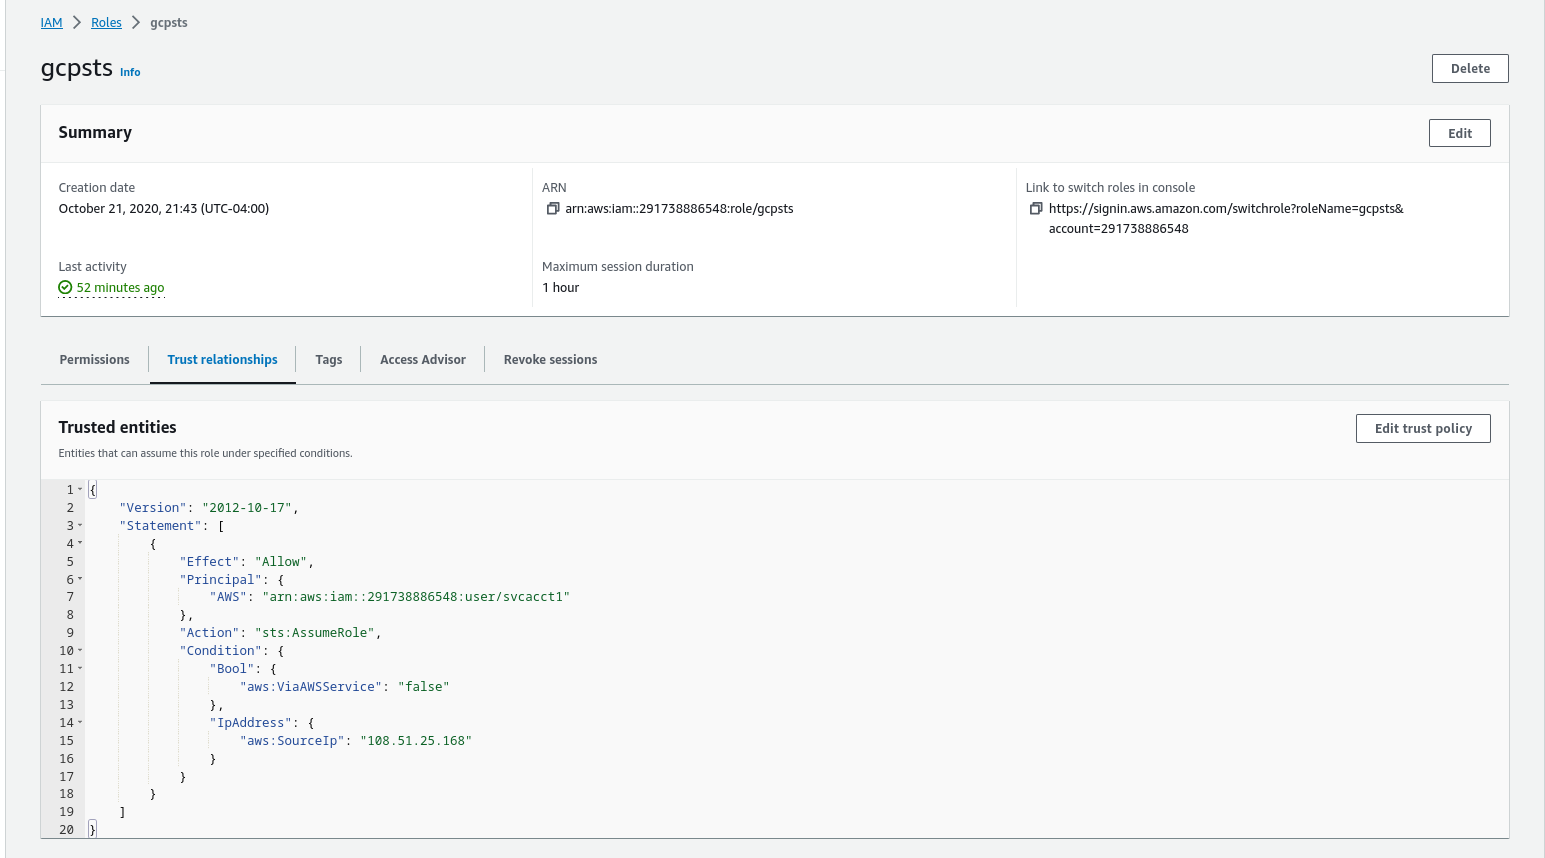 IAM > Roles > gcpsts
gcpsts Info
Delete
Summary
Edit
Creation date
October 21, 2020, 21:43 (UTC-04:00)
ARN
arn:aws:iam::291738886548:role/gcpsts
Link to switch roles in console
https://signin.aws.amazon.com/switchrole?roleName=gcpsts&
account=291738886548
Last activity
52 minutes ago
Maximum session duration
1 hour
Permissions
Trust relationships
Tags
Access Advisor
Revoke sessions
Trusted entities
Edit trust policy
Entities that can assume this role under specified conditions.
1 {
2     "Version": "2012-10-17",
3     "Statement": [
4         {
5             "Effect": "Allow",
6             "Principal": {
7                 "AWS": "arn:aws:iam::291738886548:user/svcacct1"
8             },
9             "Action": "sts:AssumeRole",
10             "Condition": {
11                 "Bool": {
12                     "aws:ViaAWSService": "false"
13                 },
14                 "IpAddress": {
15                     "aws:SourceIp": "108.51.25.168"
16                 }
17             }
18         }
19     ]
20 }